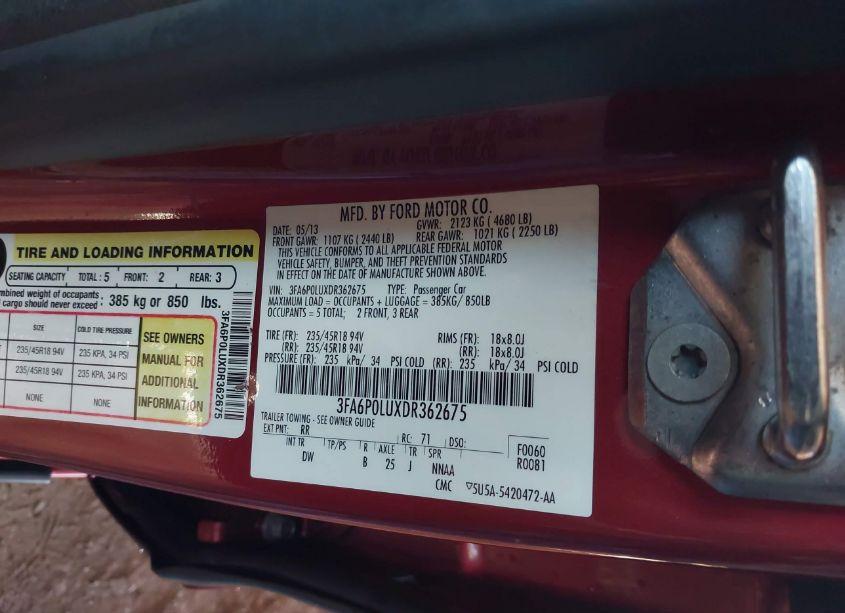 TIRE AND LOADING INFORMATION
SEATING CAPACITY TOTAL : 5 FRONT: 2 REAR: 3
mbined weight of occupants
cargo should never exceed : 385 kg or 850 lbs.
SIZE COLD TIRE PRESSURE
235/45R18 94V 235 KPA, 34 PSI
235/45R18 94V 235 KPA, 34 PSI
NONE NONE
SEE OWNERS
MANUAL FOR
ADDITIONAL
INFORMATION
3FA6P0LUXDR362675
MFD. BY FORD MOTOR CO.
DATE: 05/13 GVWR: 2123 KG ( 4680 LB)
FRONT GAWR: 1107 KG ( 2440 LB) REAR GAWR: 1021 KG ( 2250 LB)
THIS VEHICLE CONFORMS TO ALL APPLICABLE FEDERAL MOTOR
VEHICLE SAFETY, BUMPER, AND THEFT PREVENTION STANDARDS
IN EFFECT ON THE DATE OF MANUFACTURE SHOWN ABOVE.
VIN: 3FA6P0LUXDR362675 TYPE: Passenger Car
MAXIMUM LOAD = OCCUPANTS + LUGGAGE = 385KG/ 850LB
OCCUPANTS = 5 TOTAL; 2 FRONT, 3 REAR
TIRE (FR): 235/45R18 94V RIMS (FR): 18x8.0J
(RR): 235/45R18 94V (RR): 18x8.0J
PRESSURE (FR): 235 kPa/ 34 PSI COLD (RR): 235 kPa/ 34 PSI COLD
3FA6P0LUXDR362675
TRAILER TOWING - SEE OWNER GUIDE
EXT PNT: RR RC: 71 DSO: F0060
INT TR TP/PS R AXLE TR SPR R0081
DW B 25 J NNAA
CMC ▽5U5A-5420472-AA